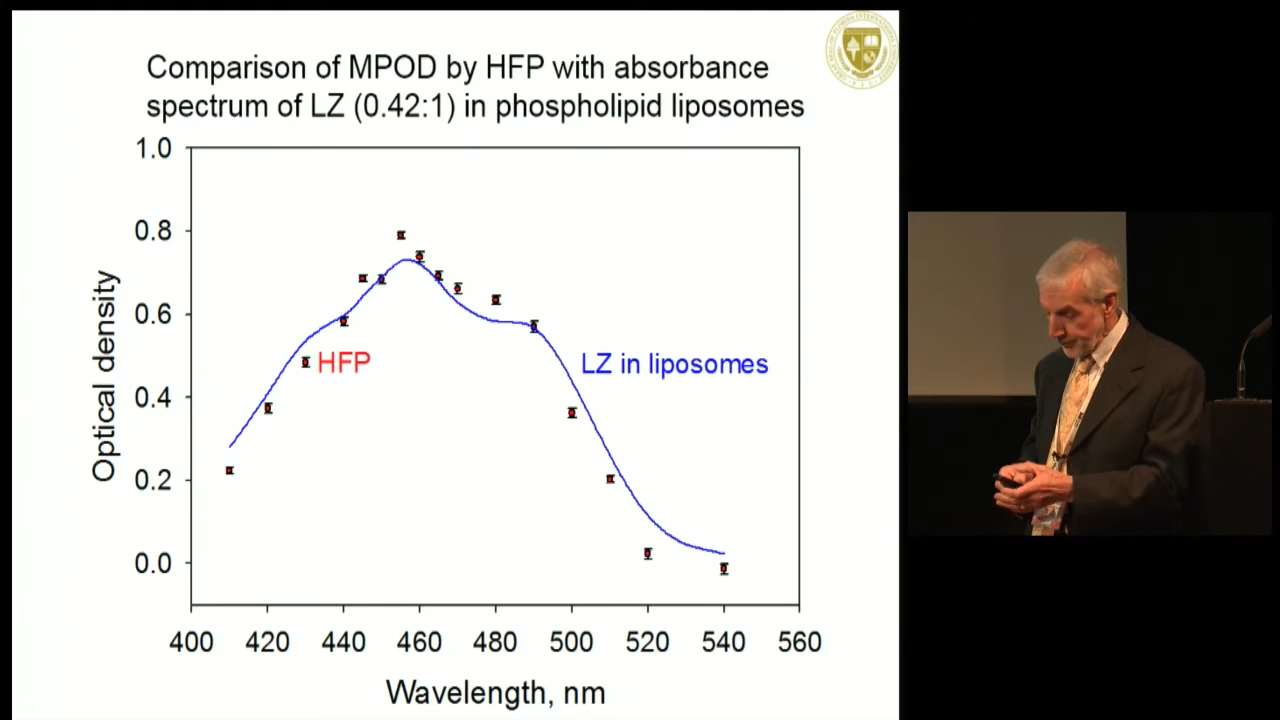 Comparison of MPOD by HFP with absorbance
spectrum of LZ (0.42:1) in phospholipid liposomes
1.0
0.8
0.6
0.4
0.2
0.0
Optical density
HFP
LZ in liposomes
400 420 440 460 480 500 520 540 560
Wavelength, nm